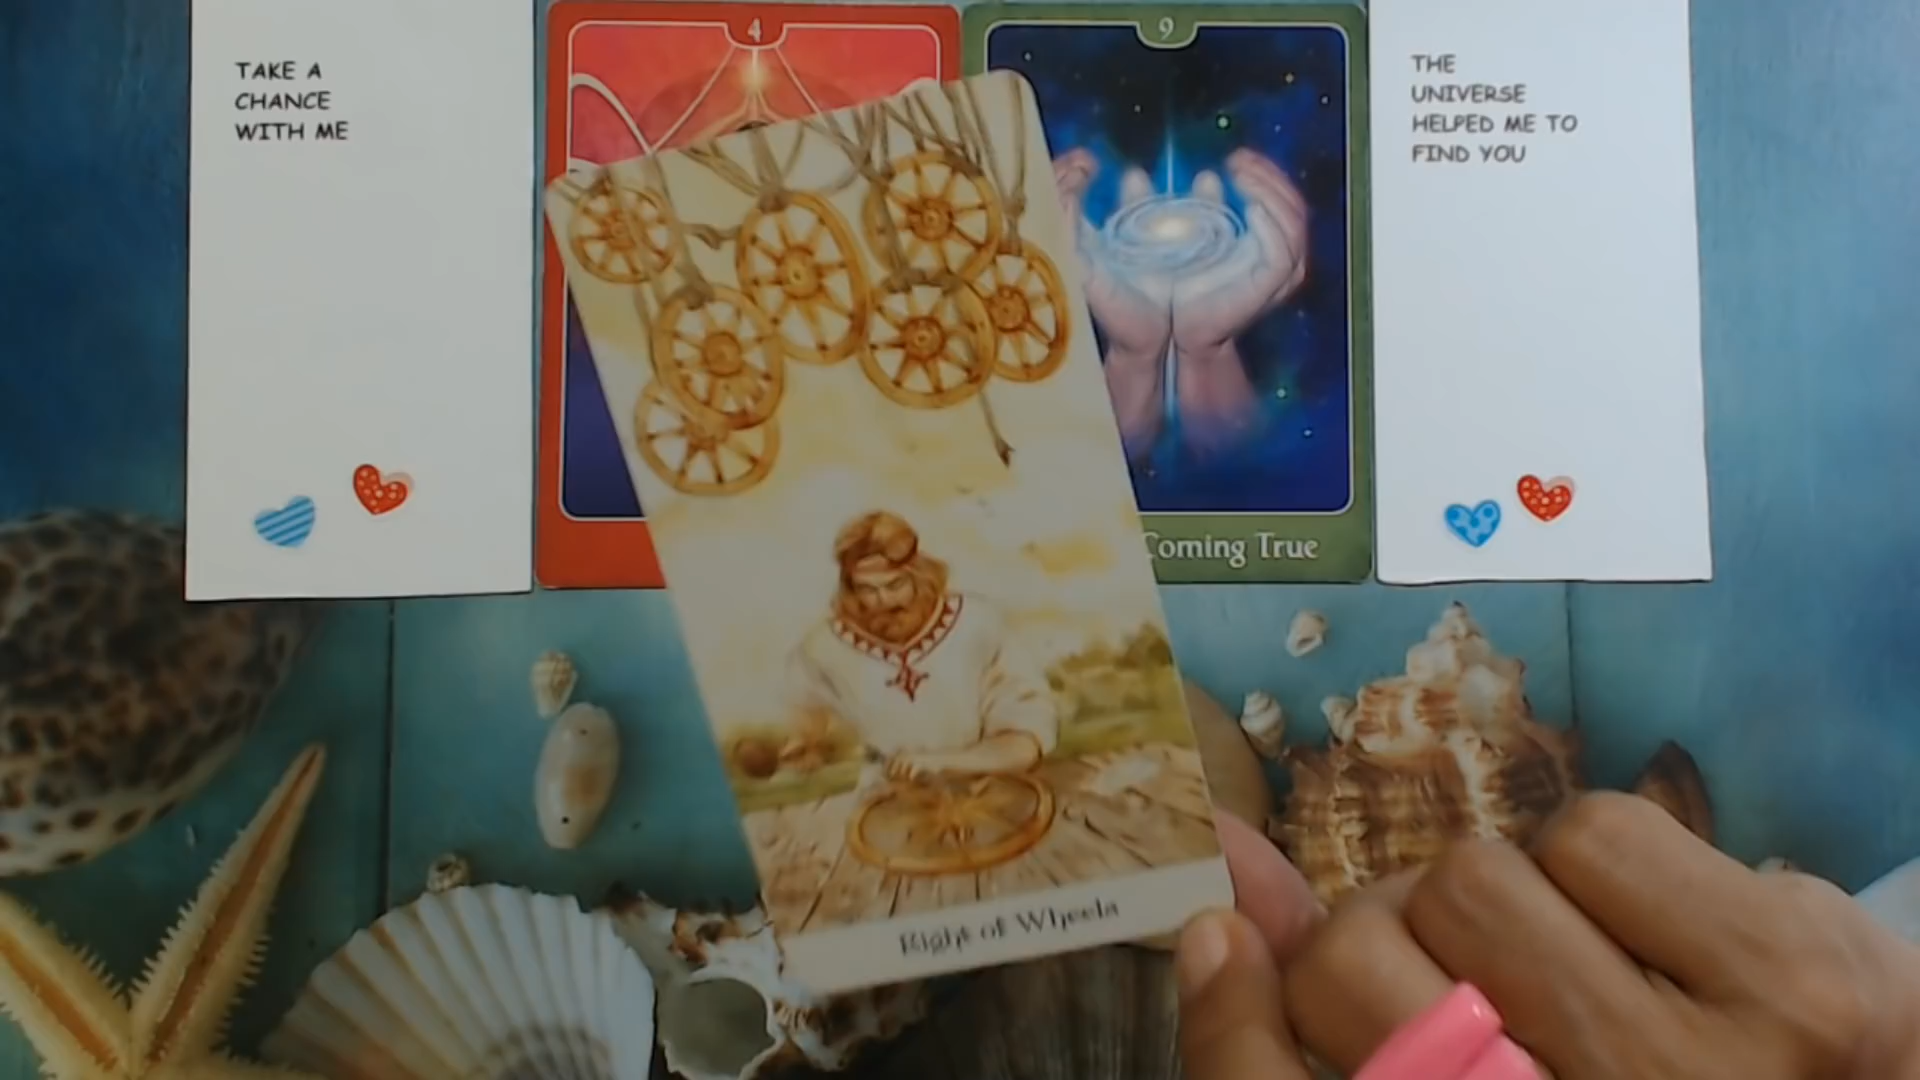 TAKE A
CHANCE
WITH ME
4
9
THE
UNIVERSE
HELPED ME TO
FIND YOU
Coming True
Eight of Wheels